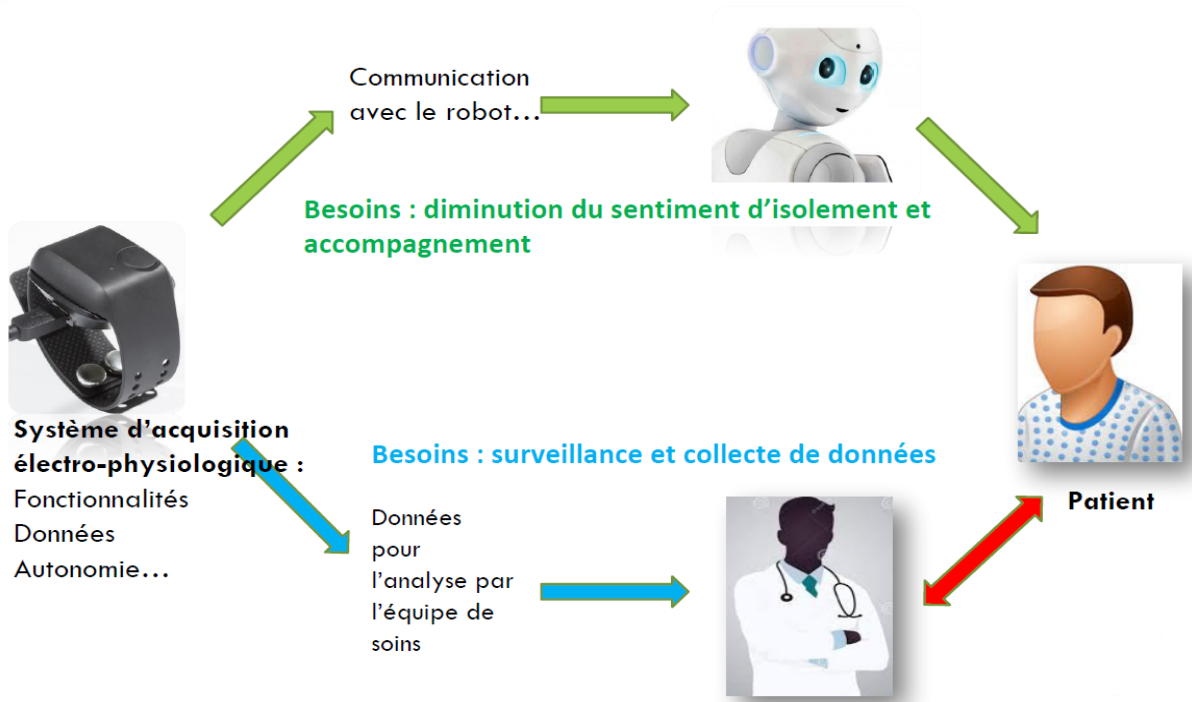 Communication
avec le robot…
Besoins : diminution du sentiment d’isolement et
accompagnement
Système d’acquisition
électro-physiologique :
Fonctionnalités
Données
Autonomie…
Besoins : surveillance et collecte de données
Données
pour
l’analyse par
l’équipe de
soins
Patient